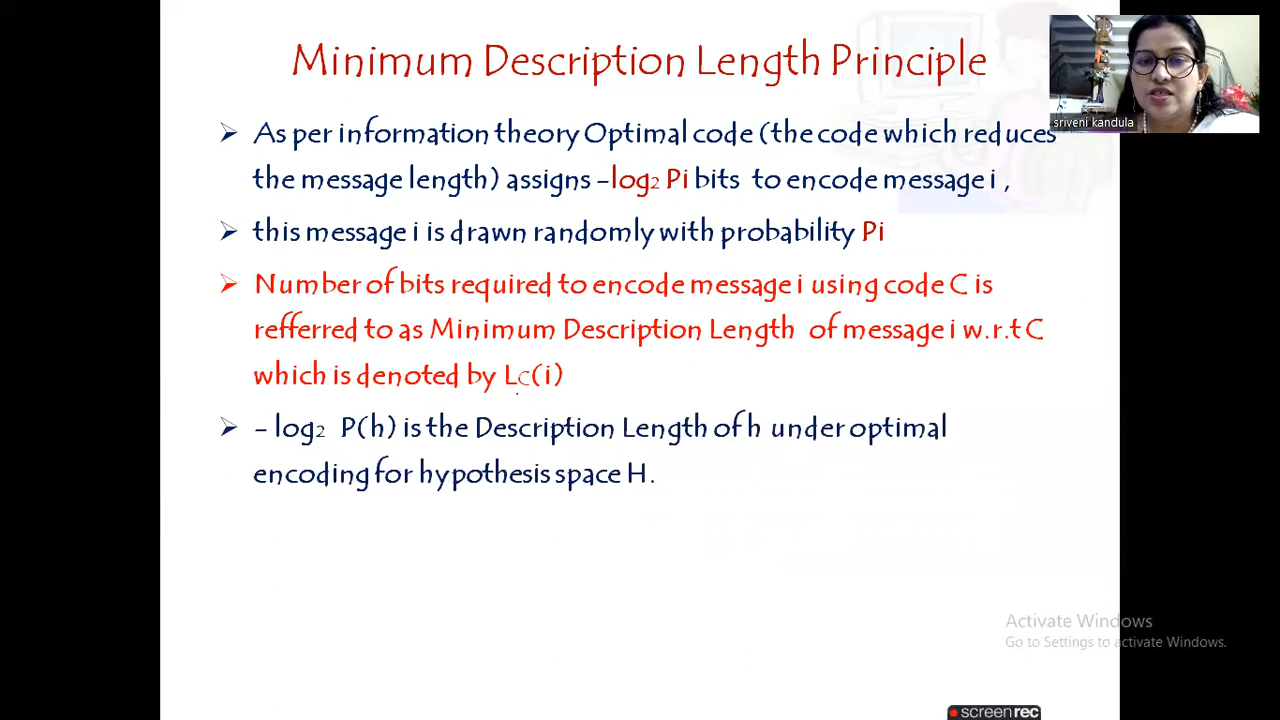 Minimum Description Length Principle
sriveni kandula
➢ As per information theory Optimal code (the code which reduces
the message length) assigns -log₂ Pi bits to encode message i ,
➢ this message i is drawn randomly with probability Pi
➢ Number of bits required to encode message i using code C is
refferred to as Minimum Description Length of message i w.r.t C
which is denoted by LC(i)
➢ - log₂ P(h) is the Description Length of h under optimal
encoding for hypothesis space H.
Activate Windows
Go to Settings to activate Windows.
screenrec